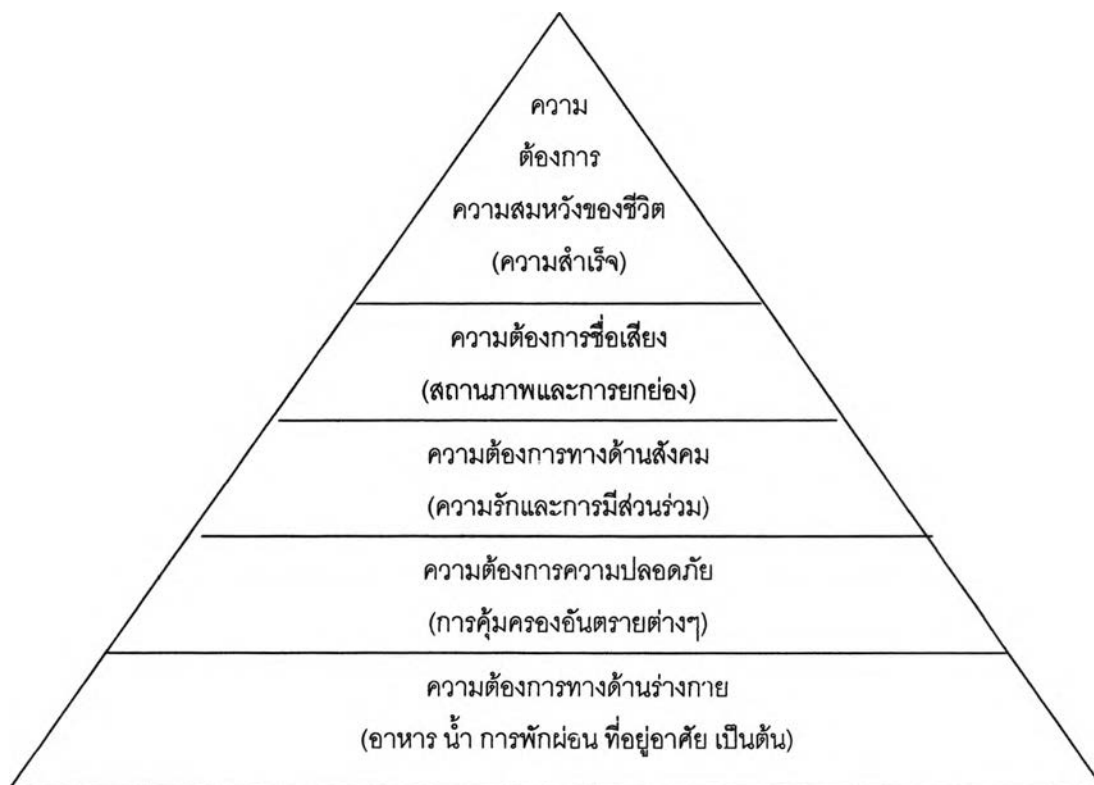 ความ
ต้องการ
ความสมหวังของชีวิต
(ความสำเร็จ)
ความต้องการชื่อเสียง
(สถานภาพและการยกย่อง)
ความต้องการทางด้านสังคม
(ความรักและการมีส่วนร่วม)
ความต้องการความปลอดภัย
(การคุ้มครองอันตรายต่างๆ)
ความต้องการทางด้านร่างกาย
(อาหาร น้ำ การพักผ่อน ที่อยู่อาศัย เป็นต้น)